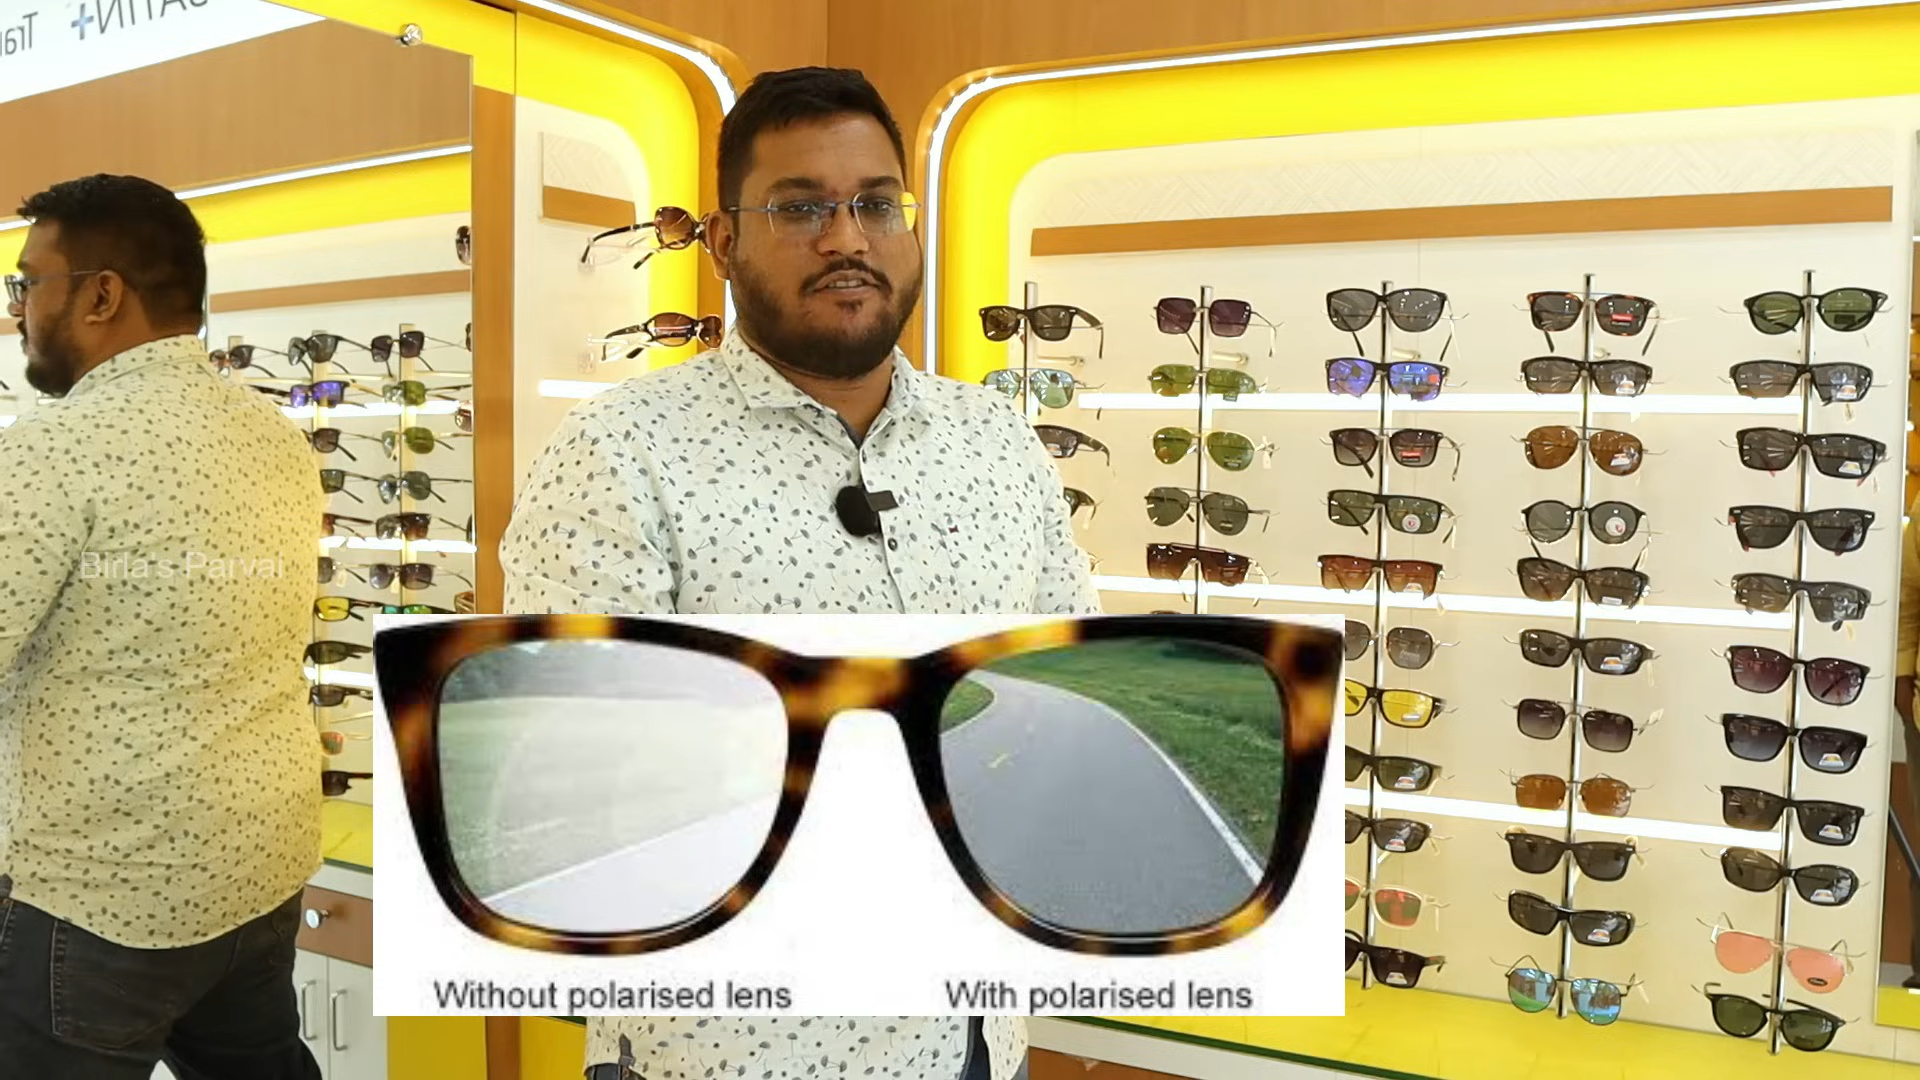 Birla's Parvai
Without polarised lens
With polarised lens